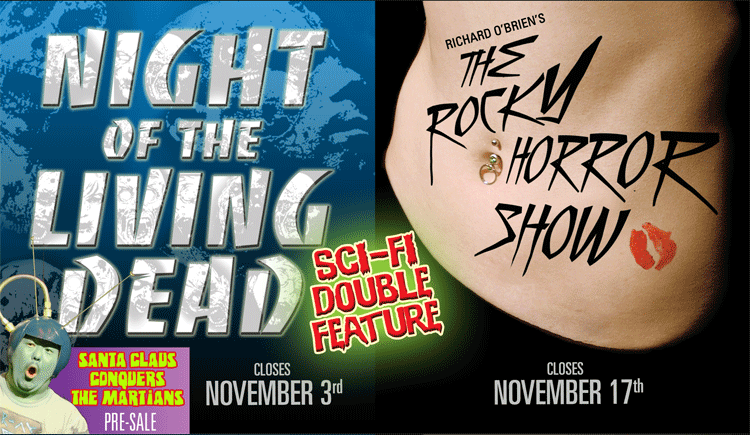 NIGHT
OF THE
LIVING
DEAD
CLOSES
NOVEMBER 3rd
SANTA CLAUS
CONQUERS
THE MARTIANS
PRE-SALE
SCI-FI
DOUBLE
FEATURE
RICHARD O'BRIEN'S
THE
ROCKY
HORROR
SHOW
CLOSES
NOVEMBER 17th